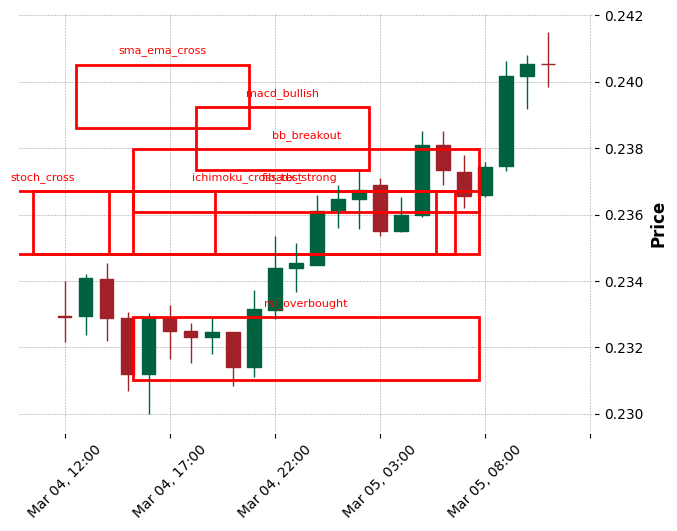 0.242
sma_ema_cross
0.240
macd_bullish
bb_breakout
0.238
stoch_cross
0.236
Price
0.234
0.232
0.230
Mar 04, 12:00
Mar 04, 17:00
Mar 04, 22:00
Mar 05, 03:00
Mar 05, 08:00